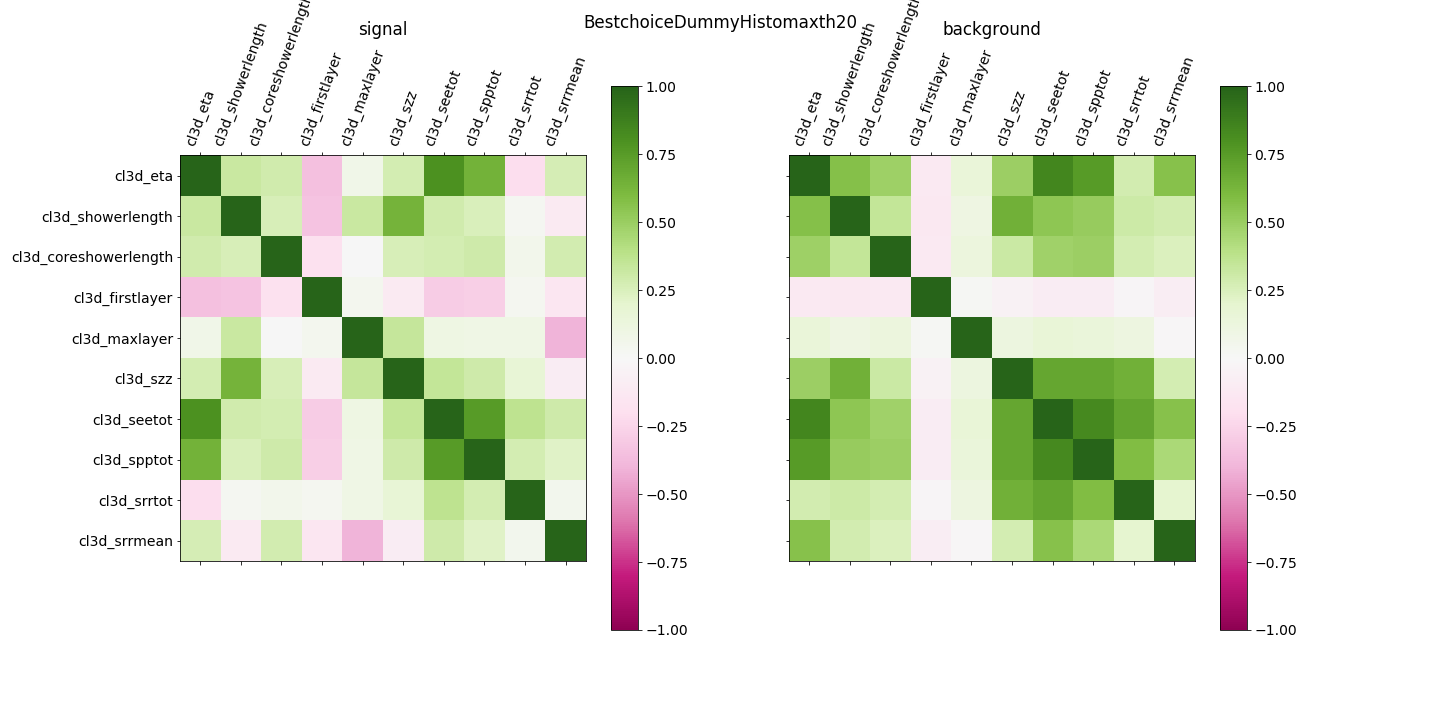 BestchoiceDummyHistomaxth20
signal
cl3d_eta
cl3d_showerlength
cl3d_coreshowerlength
cl3d_firstlayer
cl3d_maxlayer
cl3d_szz
cl3d_seetot
cl3d_spptot
cl3d_srrtot
cl3d_srrmean
cl3d_eta
cl3d_showerlength
cl3d_coreshowerlength
cl3d_firstlayer
cl3d_maxlayer
cl3d_szz
cl3d_seetot
cl3d_spptot
cl3d_srrtot
cl3d_srrmean
1.00
0.75
0.50
0.25
0.00
−0.25
−0.50
−0.75
−1.00
background
cl3d_eta
cl3d_showerlength
cl3d_coreshowerlength
cl3d_firstlayer
cl3d_maxlayer
cl3d_szz
cl3d_seetot
cl3d_spptot
cl3d_srrtot
cl3d_srrmean
1.00
0.75
0.50
0.25
0.00
−0.25
−0.50
−0.75
−1.00